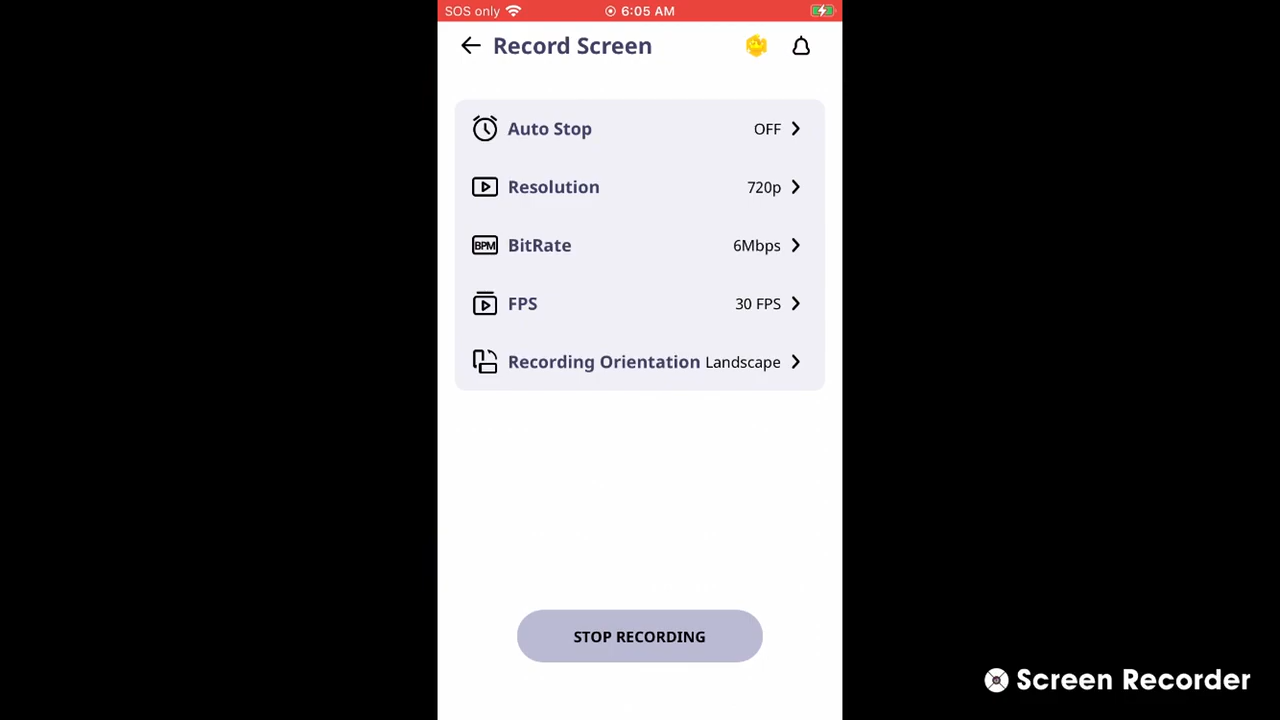 SOS only 6:05 AM
Record Screen
Auto Stop OFF
Resolution 720p
BPM BitRate 6Mbps
FPS 30 FPS
Recording Orientation Landscape
STOP RECORDING
Screen Recorder